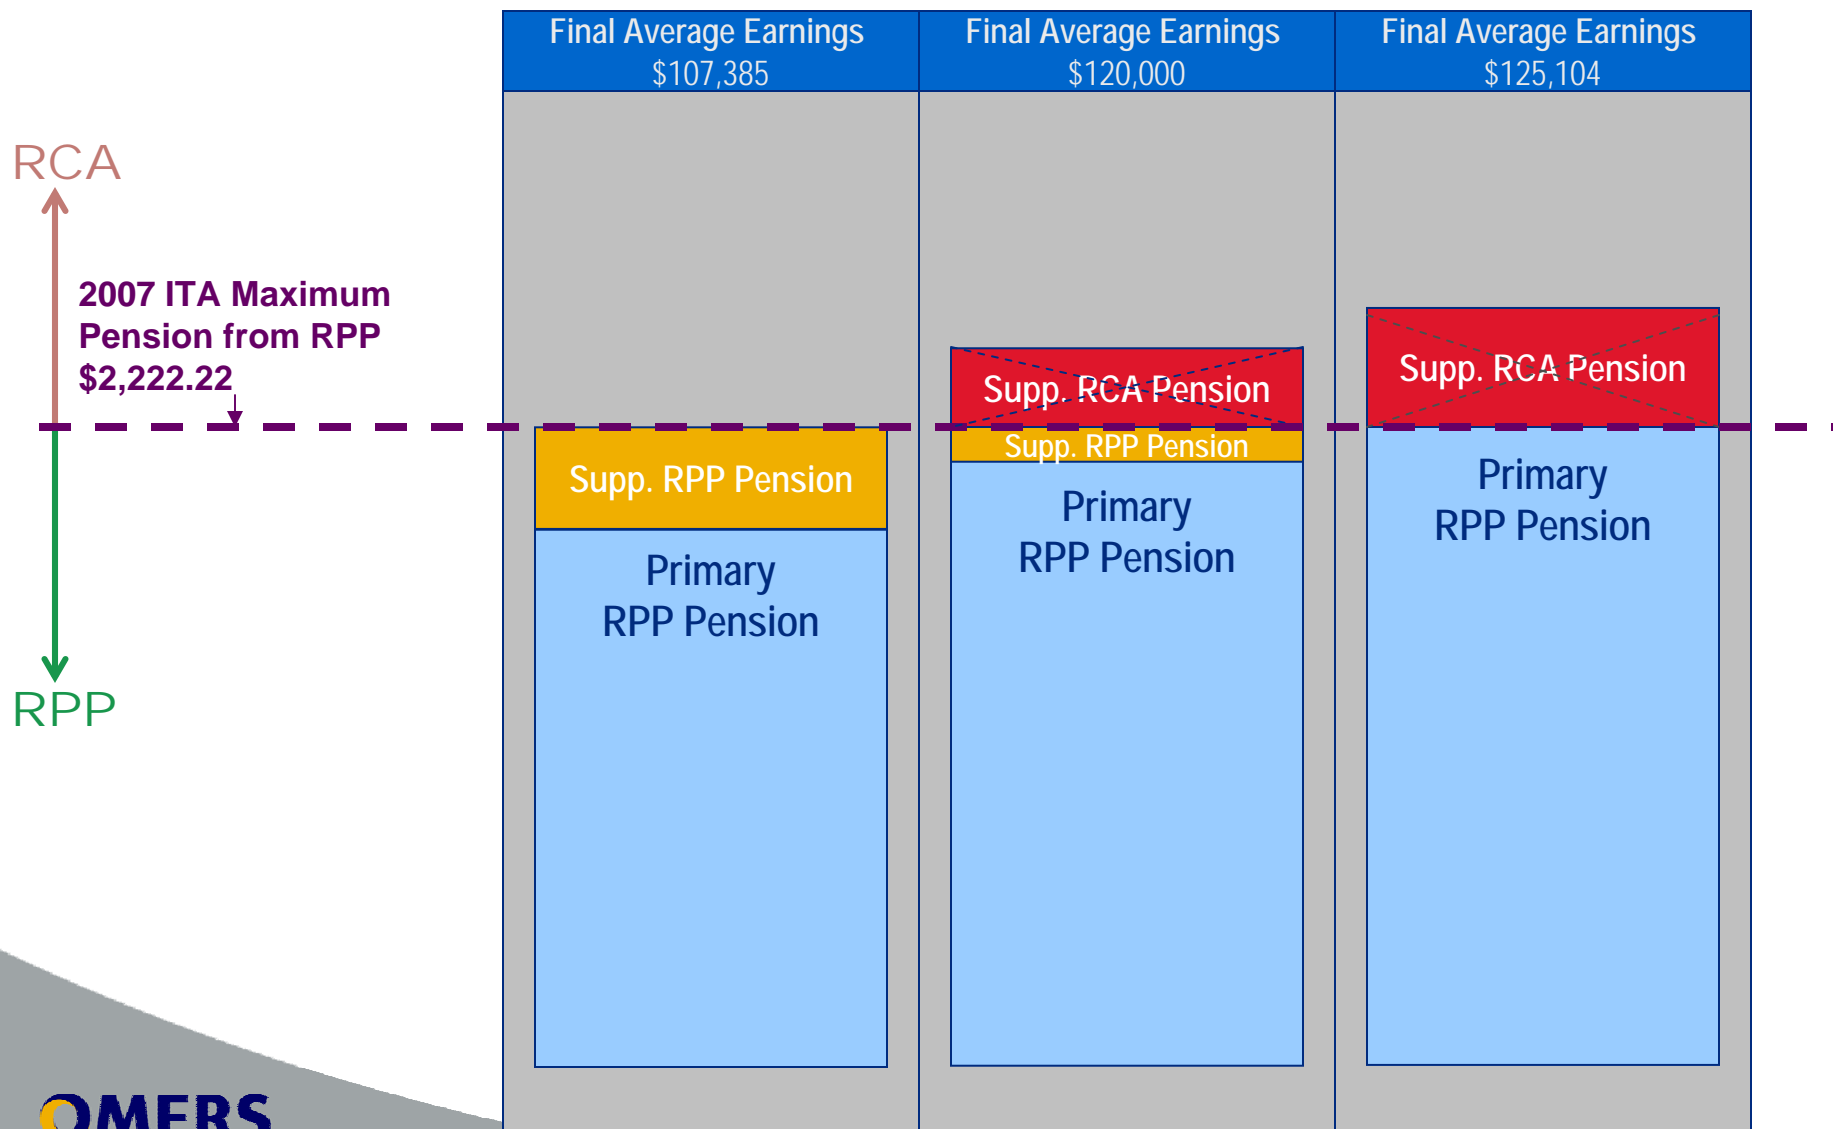 Final Average Earnings
$107,385
Final Average Earnings
$120,000
Final Average Earnings
$125,104
RCA
2007 ITA Maximum
Pension from RPP
$2,222.22
Supp. RPP Pension
Primary
RPP Pension
Supp. RCA Pension
Supp. RPP Pension
Primary
RPP Pension
Supp. RCA Pension
Primary
RPP Pension
RPP
OMERS